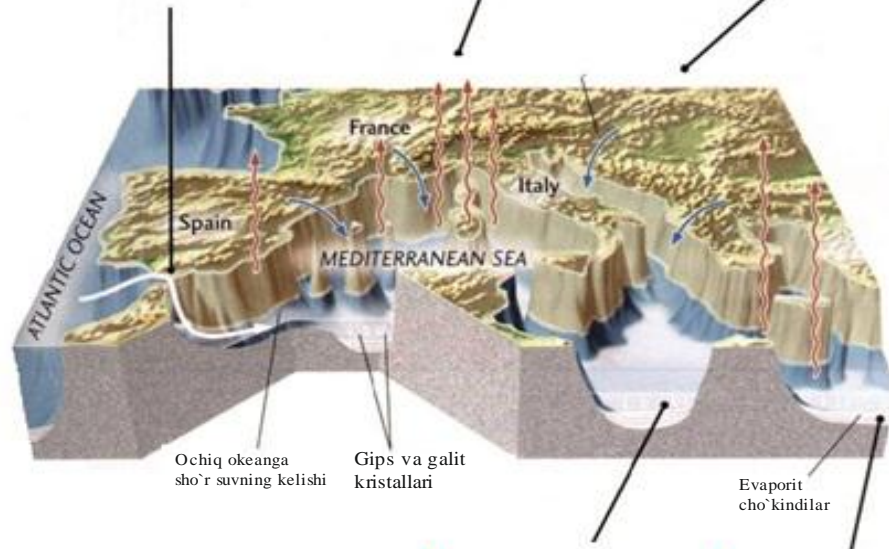 France
Italy
Spain
ATLANTIC OCEAN
MEDITERRANEAN SEA
Ochiq okeanga
sho`r suvning kelishi
Gips va galit
kristallari
Evaporit
cho`kindilar